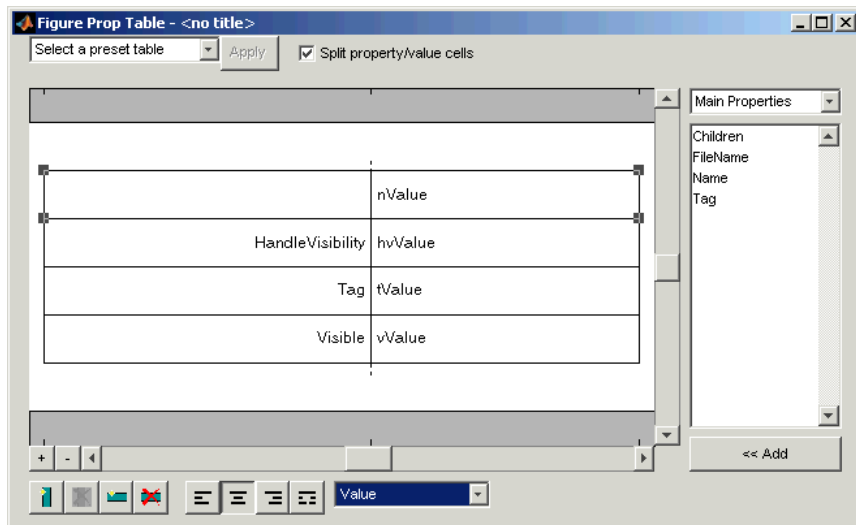 Figure Prop Table - <no title>
Select a preset table
Apply
Split property/value cells
Main Properties
Children
FileName
Name
Tag
nValue
HandleVisibility hvValue
Tag tValue
Visible vValue
<< Add
+ -
Value